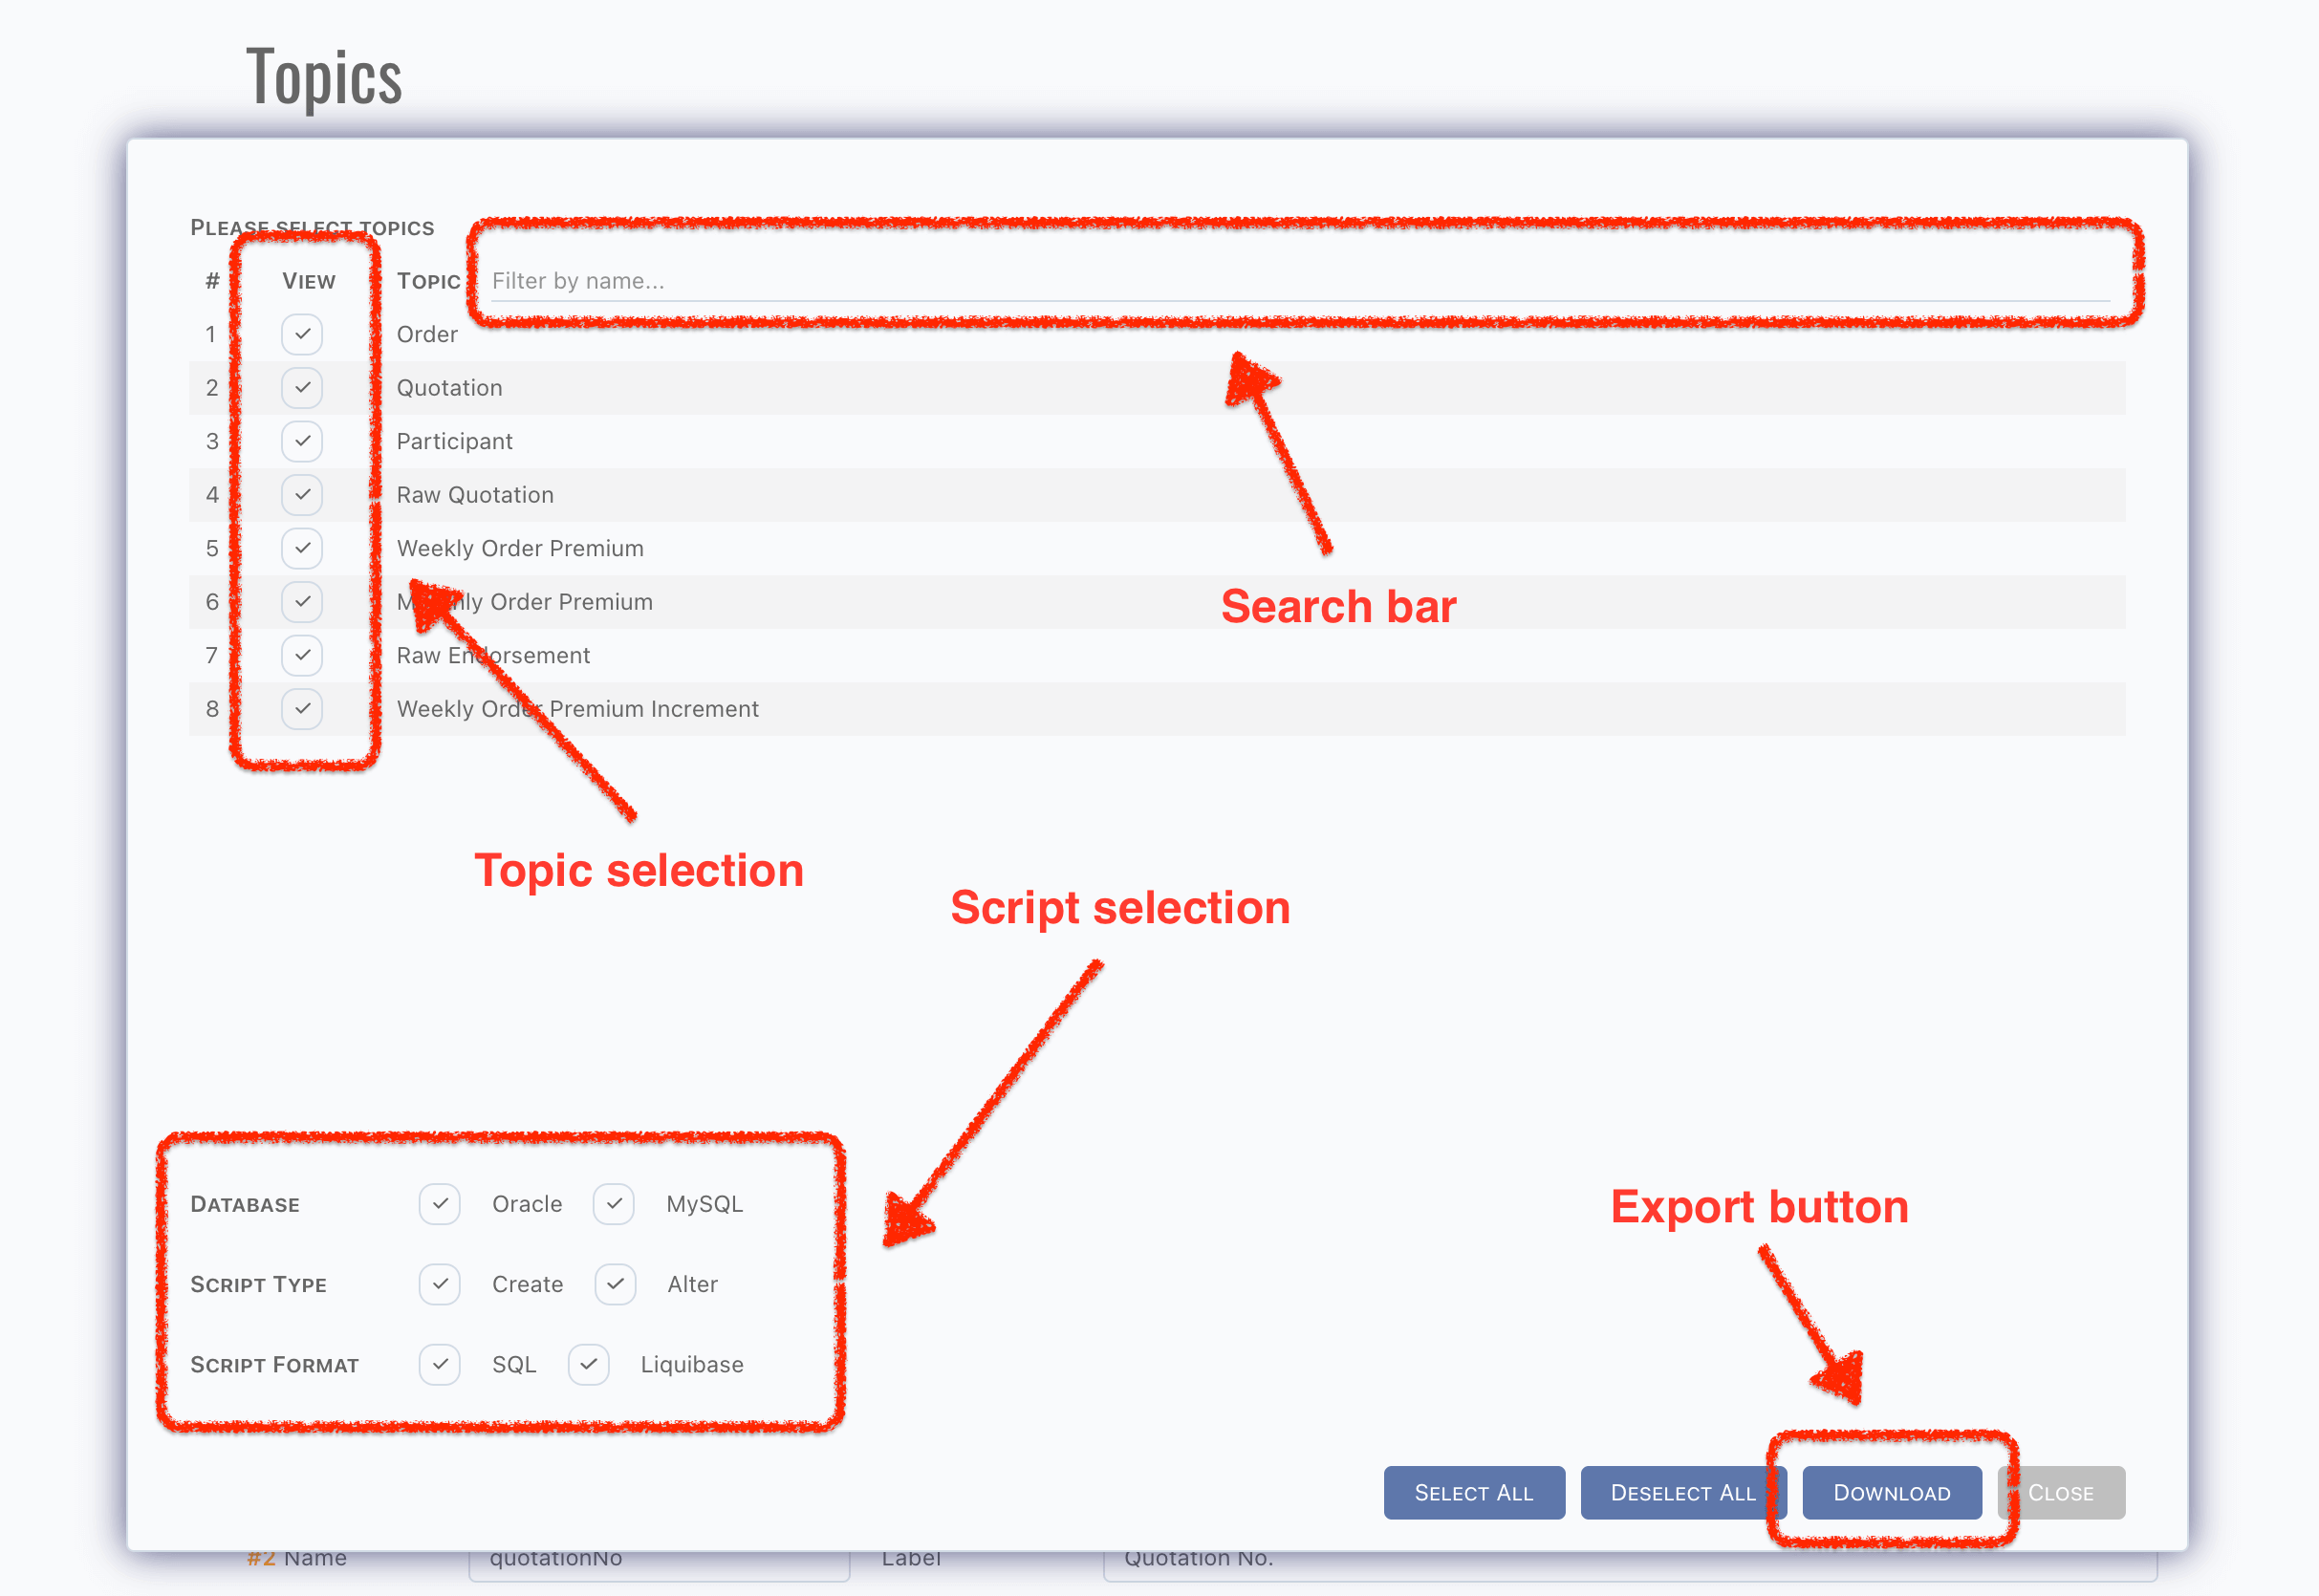 Topics
PLEASE SELECT TOPICS
# VIEW TOPIC Filter by name...
1 Order
2 Quotation
3 Participant
4 Raw Quotation
5 Weekly Order Premium
Search bar
6 Monthly Order Premium
7 Raw Endorsement
8 Weekly Order Premium Increment
Topic selection
Script selection
DATABASE Oracle MySQL
Export button
SCRIPT TYPE Create Alter
SCRIPT FORMAT SQL Liquibase
SELECT ALL DESELECT ALL DOWNLOAD CLOSE
#2 Name quotationNo Label Quotation No.